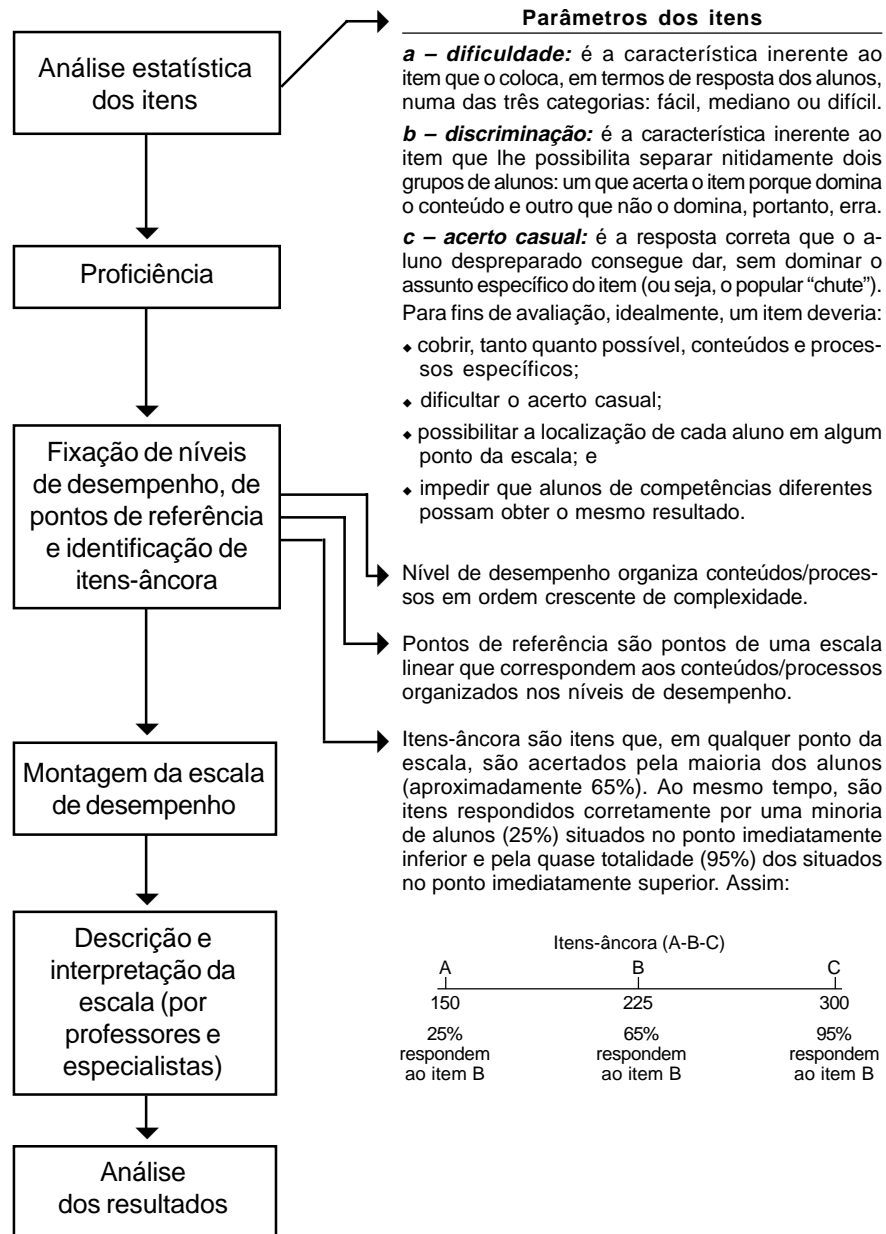 Análise estatística
dos itens
Proficiência
Fixação de níveis
de desempenho, de
pontos de referência
e identificação de
itens-âncora
Montagem da escala
de desempenho
Descrição e
interpretação da
escala (por
professores e
especialistas)
Análise
dos resultados
Parâmetros dos itens
a – dificuldade: é a característica inerente ao
item que o coloca, em termos de resposta dos alunos,
numa das três categorias: fácil, mediano ou difícil.
b – discriminação: é a característica inerente ao
item que lhe possibilita separar nitidamente dois
grupos de alunos: um que acerta o item porque domina
o conteúdo e outro que não o domina, portanto, erra.
c – acerto casual: é a resposta correta que o a-
luno despreparado consegue dar, sem dominar o
assunto específico do item (ou seja, o popular “chute”).
Para fins de avaliação, idealmente, um item deveria:
◆ cobrir, tanto quanto possível, conteúdos e proces-
sos específicos;
◆ dificultar o acerto casual;
◆ possibilitar a localização de cada aluno em algum
ponto da escala; e
◆ impedir que alunos de competências diferentes
possam obter o mesmo resultado.
Nível de desempenho organiza conteúdos/proces-
sos em ordem crescente de complexidade.
Pontos de referência são pontos de uma escala
linear que correspondem aos conteúdos/processos
organizados nos níveis de desempenho.
Itens-âncora são itens que, em qualquer ponto da
escala, são acertados pela maioria dos alunos
(aproximadamente 65%). Ao mesmo tempo, são
itens respondidos corretamente por uma minoria
de alunos (25%) situados no ponto imediatamente
inferior e pela quase totalidade (95%) dos situados
no ponto imediatamente superior. Assim:
Itens-âncora (A-B-C)
A B C
150 225 300
25% 65% 95%
respondem respondem respondem
ao item B ao item B ao item B